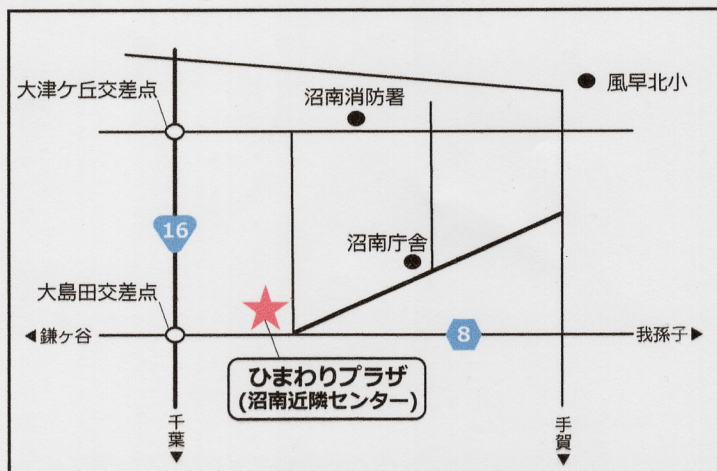 風早北小
大津ケ丘交差点
沼南消防署
16
沼南庁舎
大島田交差点
◀鎌ヶ谷
8
我孫子▶
ひまわりプラザ
(沼南近隣センター)
千葉▼
手賀▼